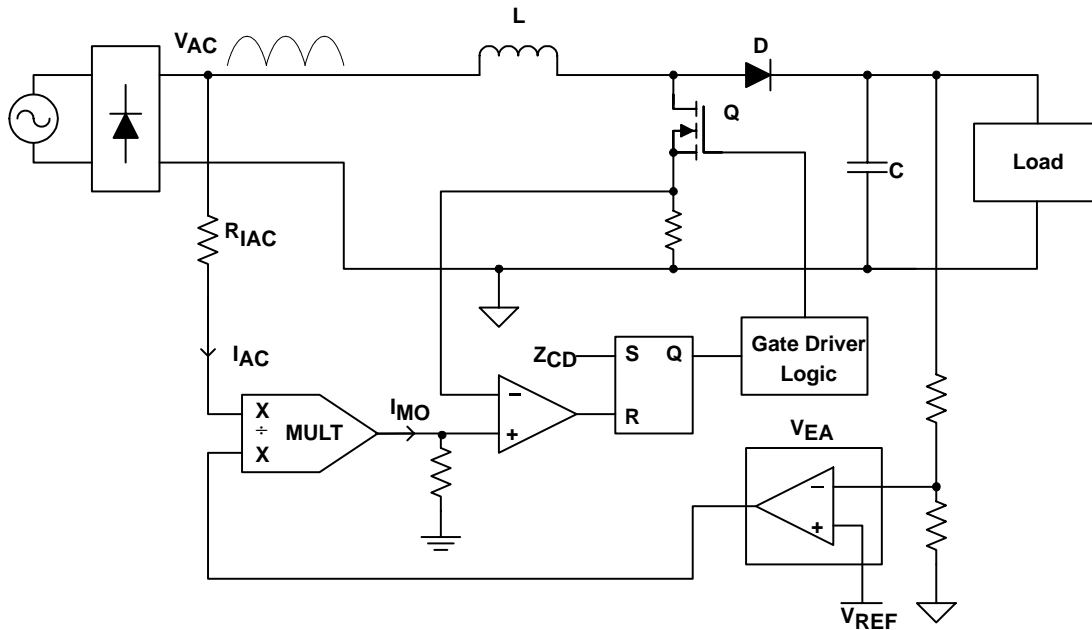 L
VAC
D
Q
C
Load
RIAC
IAC
ZCD
S Q
R
Gate Driver
Logic
X
÷
X
MULT
IMO
−
+
VEA
−
+
VREF